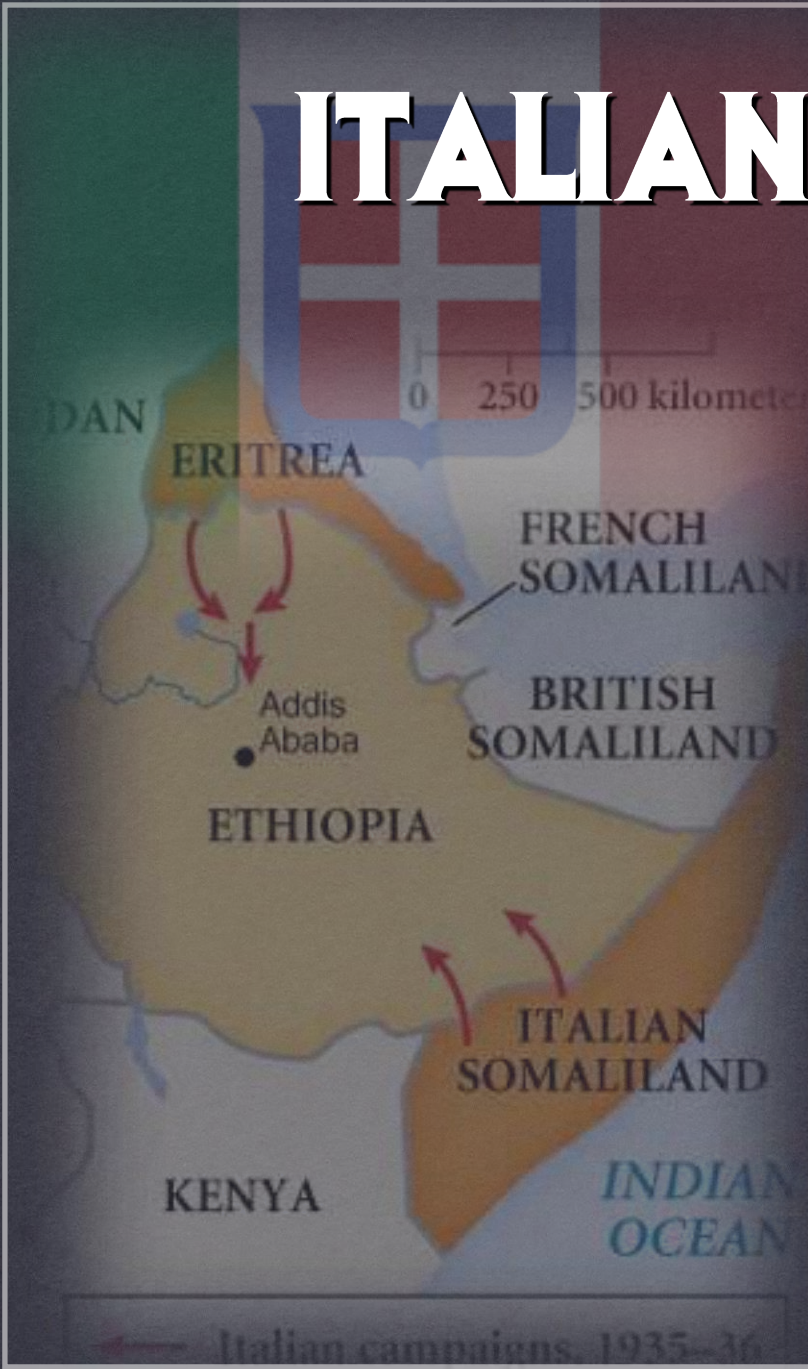 ITALIAN
0 250 500 kilomete
DAN
ERITREA
FRENCH
SOMALILAN
BRITISH
SOMALILAND
Addis
Ababa
ETHIOPIA
ITALIAN
SOMALILAND
KENYA
INDIAN
OCEAN
Italian campaigns, 1935–36